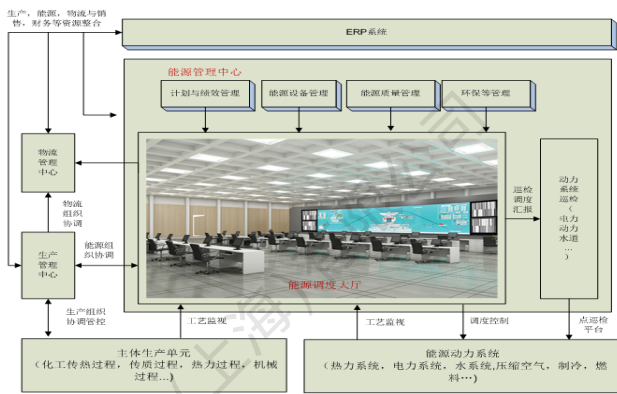 生产，能源，物流与销
售，财务等资源整合
ERP系统
能源管理中心
计划与绩效管理
能源设备管理
能源质量管理
环保等管理
物流
管理
中心
物流
组织
协调
生产
管理
中心
能源组
织协调
生产组织
协调管控
能源调度大厅
巡检
调度
汇报
动力
系统
巡检
（
电力
动力
水道
...
）
工艺监视
工艺监视
调度控制
点巡检
平台
主体生产单元
（化工传热过程，传质过程，热力过程，机械
过程...）
能源动力系统
（热力系统，电力系统，水系统,压缩空气，制冷，燃
料…）